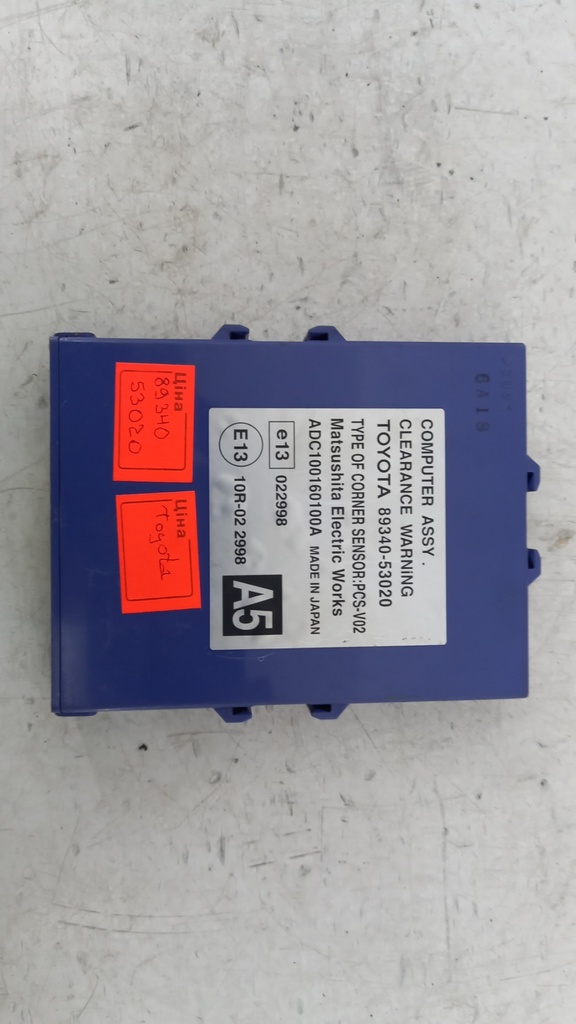 COMPUTER ASSY.
CLEARANCE WARNING
TOYOTA 89340-53020
TYPE OF CORNER SENSOR:PCS-V02
Matsushita Electric Works
ADC100160100A MADE IN JAPAN
e13 022998
E13 10R-02 2998
A5
Ціна
89340
53020
Ціна
Toyota